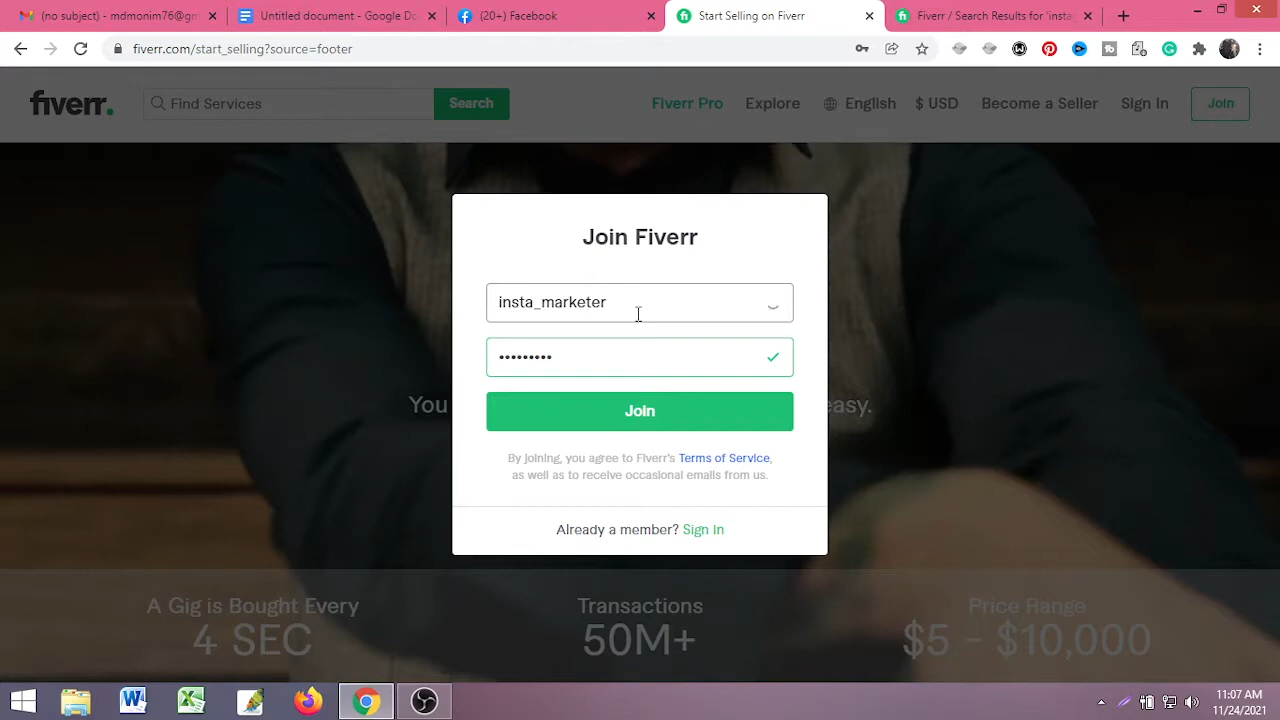 (no subject) - mdmonim76@gm
Untitled document - Google Do
(20+) Facebook
Start Selling on Fiverr
Fiverr / Search Results for 'insta
fiverr.com/start_selling?source=footer
fiverr.
Find Services
Search
Fiverr Pro
Explore
English
$ USD
Become a Seller
Sign In
Join
Join Fiverr
insta_marketer
•••••••••
You
easy.
Join
By joining, you agree to Fiverr's Terms of Service,
as well as to receive occasional emails from us.
Already a member? Sign In
A Gig is Bought Every
4 SEC
Transactions
50M+
Price Range
$5 - $10,000
11:07 AM
11/24/2021